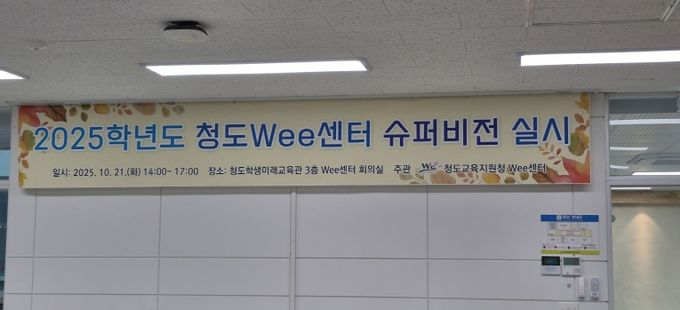 2025학년도 청도Wee센터 슈퍼비전 실시
일시: 2025. 10. 21.(화) 14:00~ 17:00 장소: 청도학생미래교육관 3층 Wee센터 회의실 주관 Wee 청도교육지원청 Wee센터